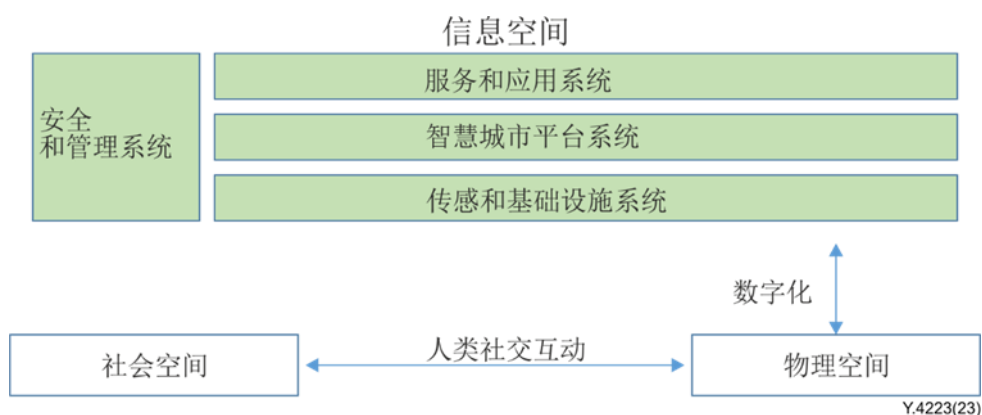 信息空间
服务和应用系统
安全
和管理系统
智慧城市平台系统
传感和基础设施系统
数字化
社会空间
人类社交互动
物理空间
Y.4223(23)